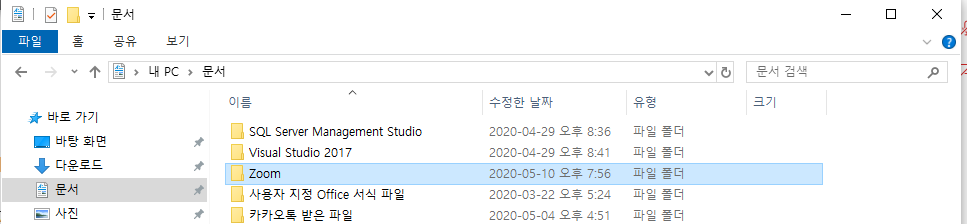 문서
파일 홈 공유 보기
내 PC > 문서 문서 검색
이름 수정한 날짜 유형 크기
바로 가기
SQL Server Management Studio 2020-04-29 오후 8:36 파일 폴더
바탕 화면
Visual Studio 2017 2020-04-29 오후 8:41 파일 폴더
다운로드
Zoom 2020-05-10 오후 7:56 파일 폴더
문서
사용자 지정 Office 서식 파일 2020-03-22 오후 5:24 파일 폴더
사진
카카오톡 받은 파일 2020-05-04 오후 4:51 파일 폴더